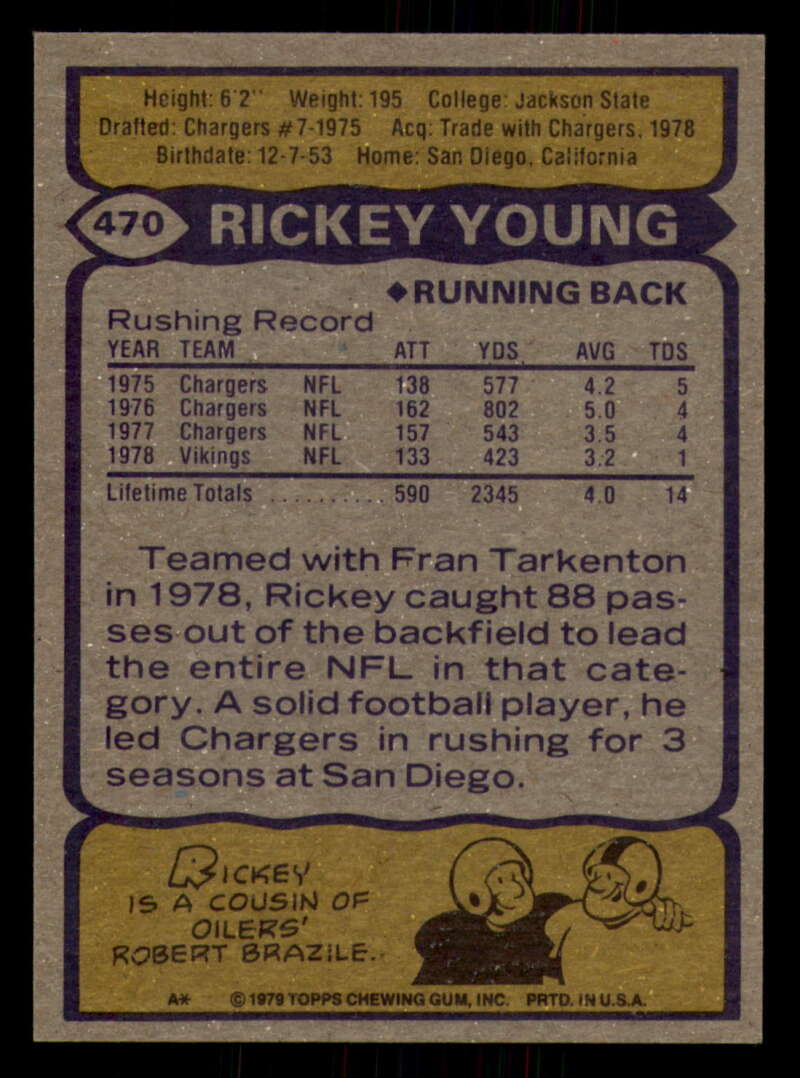 Height: 6'2" Weight: 195 College: Jackson State
Drafted: Chargers #7-1975 Acq: Trade with Chargers, 1978
Birthdate: 12-7-53 Home: San Diego, California
470 RICKEY YOUNG
◆RUNNING BACK
Rushing Record
YEAR TEAM ATT YDS. AVG TDS
1975 Chargers NFL 138 577 4.2 5
1976 Chargers NFL 162 802 5.0 4
1977 Chargers NFL 157 543 3.5 4
1978 Vikings NFL 133 423 3.2 1
Lifetime Totals .......... 590 2345 4.0 14
Teamed with Fran Tarkenton
in 1978, Rickey caught 88 pas-
ses out of the backfield to lead
the entire NFL in that cate-
gory. A solid football player, he
led Chargers in rushing for 3
seasons at San Diego.
RICKEY
IS A COUSIN OF
OILERS'
ROBERT BRAZILE.
A* ©1979 TOPPS CHEWING GUM, INC. PRTD. IN U.S.A.